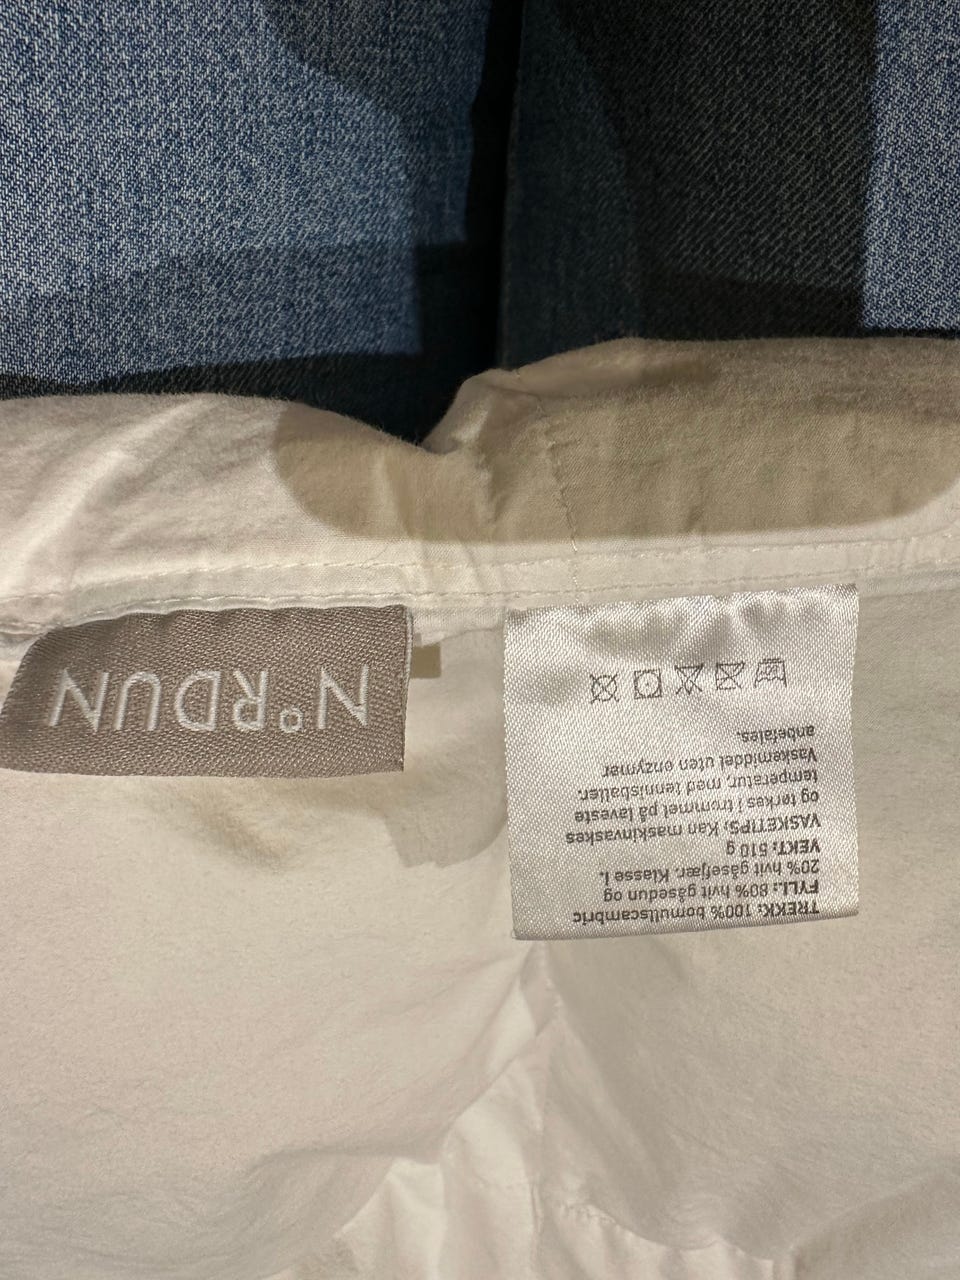 N°RDUN
TREKK: 100% bomullscambric
FYLL: 80% hvit gåsedun og
20% hvit gåsefjær. Klasse I.
VEKT: 510 g
VASKETIPS: Kan maskinvaskes
og tørkes i trommel på laveste
temperatur, med tennisballer.
Vaskemiddel uten enzymer
anbefales.